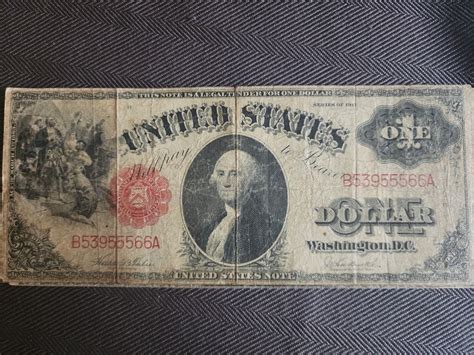 THIS NOTE IS A LEGAL TENDER FOR ONE DOLLAR
SERIES OF 1917
UNITED STATES
ONE
Will pay to Bearer
B53955566A
ONE
DOLLAR
B53955566A
Washington, D.C.
UNITED STATES NOTE